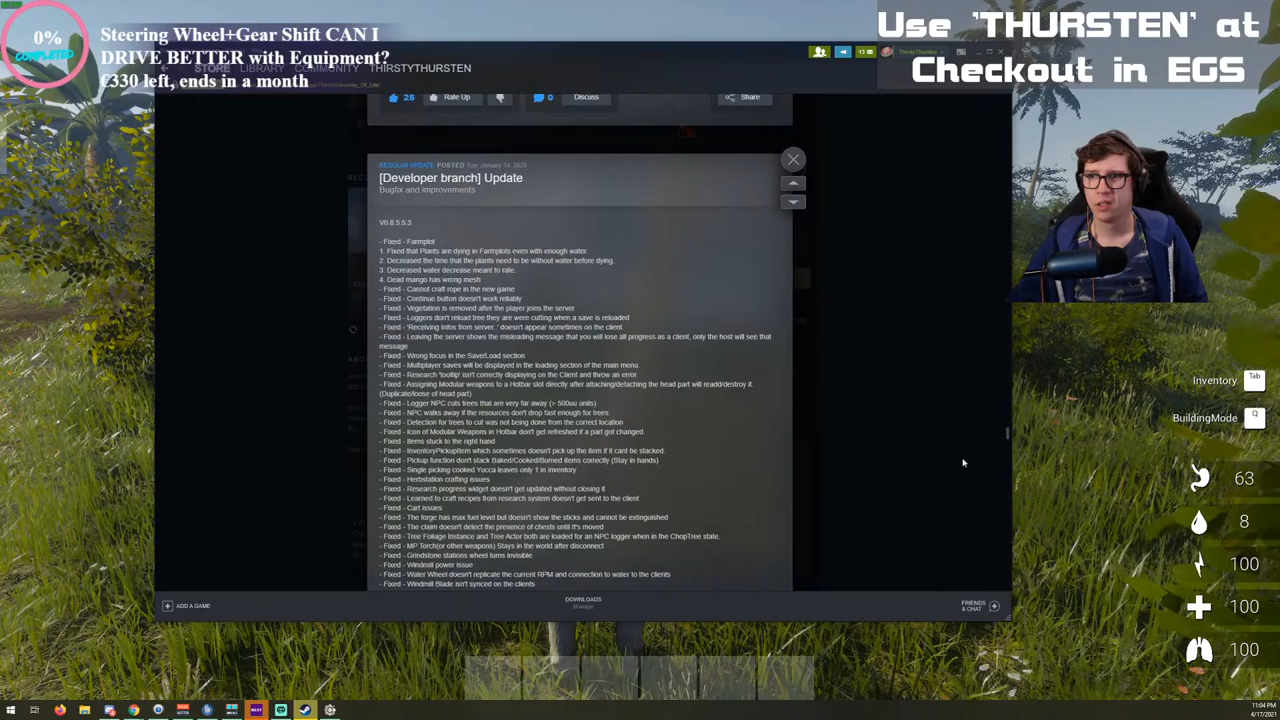 0%
COMPLETED
Steering Wheel+Gear Shift CAN I
DRIVE BETTER with Equipment?
€330 left, ends in a month
Use 'THURSTEN' at
Checkout in EGS
STORE LIBRARY COMMUNITY THIRSTYTHURSTEN
13
ThirstyThursten
25 Rate Up 0 Discuss Share
REGULAR UPDATE POSTED Tue, January 14, 2020
[Developer branch] Update
Bugfix and improvements
V0.8.5.5.3
- Fixed - Farmplot
1. Fixed that Plants are dying in Farmplots even with enough water
2. Decreased the time that the plants need to be without water before dying.
3. Decreased water decrease meant to rate.
4. Dead mango has wrong mesh
- Fixed - Cannot craft rope in the new game
- Fixed - Continue button doesn't work reliably
- Fixed - Vegetation is removed after the player joins the server
- Fixed - Loggers don't reload tree they are were cutting when a save is reloaded
- Fixed - 'Receiving Infos from server .' doesn't appear sometimes on the client
- Fixed - Leaving the server shows the misleading message that you will lose all progress as a client, only the host will see that
message
- Fixed - Wrong focus in the Save/Load section
- Fixed - Multiplayer saves will be displayed in the loading section of the main menu.
- Fixed - Research 'tooltip' isn't correctly displaying on the Client and throw an error
- Fixed - Assigning Modular weapons to a Hotbar slot directly after attaching/detaching the head part will readd/destroy it.
(Duplicate/loose of head part)
- Fixed - Logger NPC cuts trees that are very far away (> 500uu units)
- Fixed - NPC walks away if the resources don't drop fast enough for trees.
- Fixed - Detection for trees to cut was not being done from the correct location
- Fixed - Icon of Modular Weapons in Hotbar don't get refreshed if a part got changed.
- Fixed - Items stuck to the right hand
- Fixed - InventoryPickupItem which sometimes doesn't pick up the item if it cant be stacked.
- Fixed - Pickup function don't stack Baked/Cooked/Burned items correctly (Stay in hands)
- Fixed - Single picking cooked Yucca leaves only 1 in inventory
- Fixed - Herbstation crafting issues
- Fixed - Research progress widget doesn't get updated without closing it
- Fixed - Learned to craft recipes from research system doesn't get sent to the client
- Fixed - Cart issues
- Fixed - The forge has max fuel level but doesn't show the sticks and cannot be extinguished
- Fixed - The claim doesn't detect the presence of chests until it's moved
- Fixed - Tree Foliage Instance and Tree Actor both are loaded for an NPC logger when in the ChopTree state.
- Fixed - MP Torch(or other weapons) Stays in the world after disconnect
- Fixed - Grindstone stations wheel turns invisible
- Fixed - Windmill power issue
- Fixed - Water Wheel doesn't replicate the current RPM and connection to water to the clients
- Fixed - Windmill Blade isn't synced on the clients
ADD A GAME
DOWNLOADS
Manage
FRIENDS
& CHAT
Inventory Tab
BuildingMode Q
63
8
100
100
100
NEXT
11:04 PM
4/17/2021